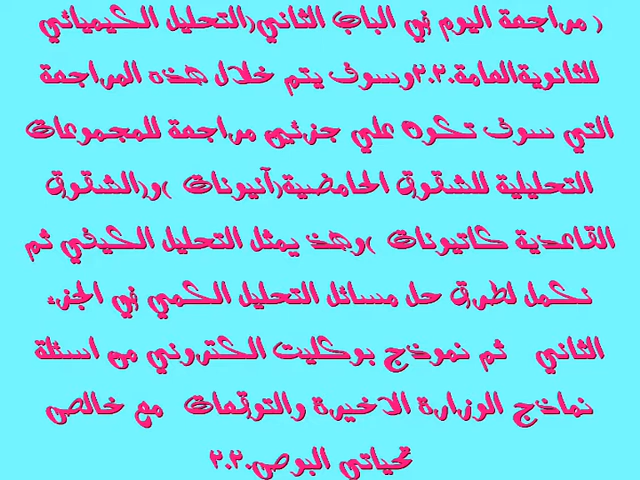 ( مراجعة اليوم في الباب الثاني(التحليل الكيميائي
للثانويةالعامة٢٠٢٠وسوف يتم خلال هذه المراجعة
التي سوف تكون علي جزئين مراجعة للمجموعات
التحليلية للشقوق الحامضية(آنيونات )و(الشقوق
القاعدية كاتيونات )وهذ يمثل التحليل الكيفي ثم
نكمل لطرق حل مسائل التحليل الكمي في الجزء
الثاني ثم نموذج بوكليت الكتروني من اسئلة
نماذج الوزارة الاخيرة والتوقعات مع خالص
تحياتي البوص٢٠٢٠